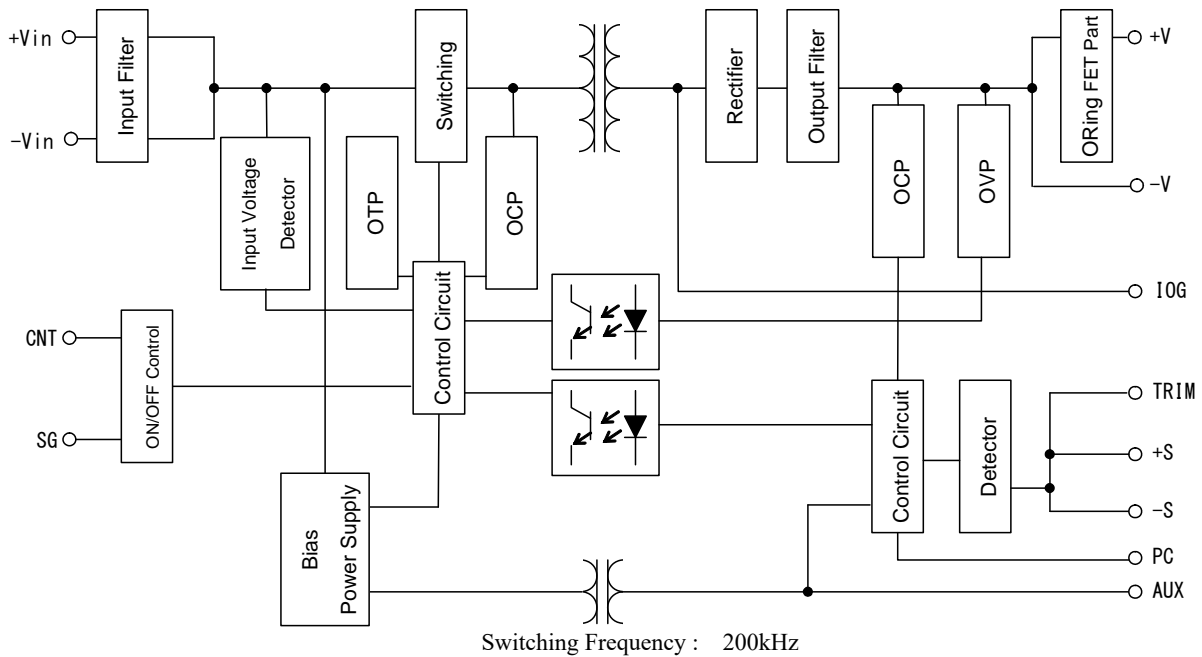 +Vin
-Vin
Input Filter
Switching
Rectifier
Output Filter
ORing FET Part
+V
-V
Input Voltage
Detector
OTP
OCP
OCP
OVP
IOG
CNT
SG
ON/OFF Control
Control Circuit
Control Circuit
Detector
TRIM
+S
-S
PC
AUX
Bias
Power Supply
Switching Frequency : 200kHz